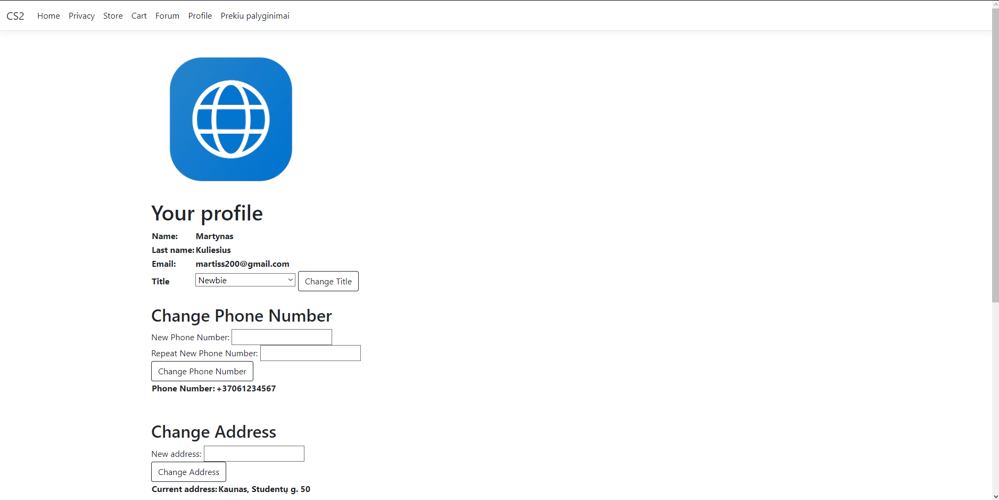 CS2 Home Privacy Store Cart Forum Profile Prekiu palyginimai
Your profile
Name: Martynas
Last name: Kuliesius
Email: martiss200@gmail.com
Title Newbie Change Title
Change Phone Number
New Phone Number:
Repeat New Phone Number:
Change Phone Number
Phone Number: +37061234567
Change Address
New address:
Change Address
Current address: Kaunas, Studentų g. 50